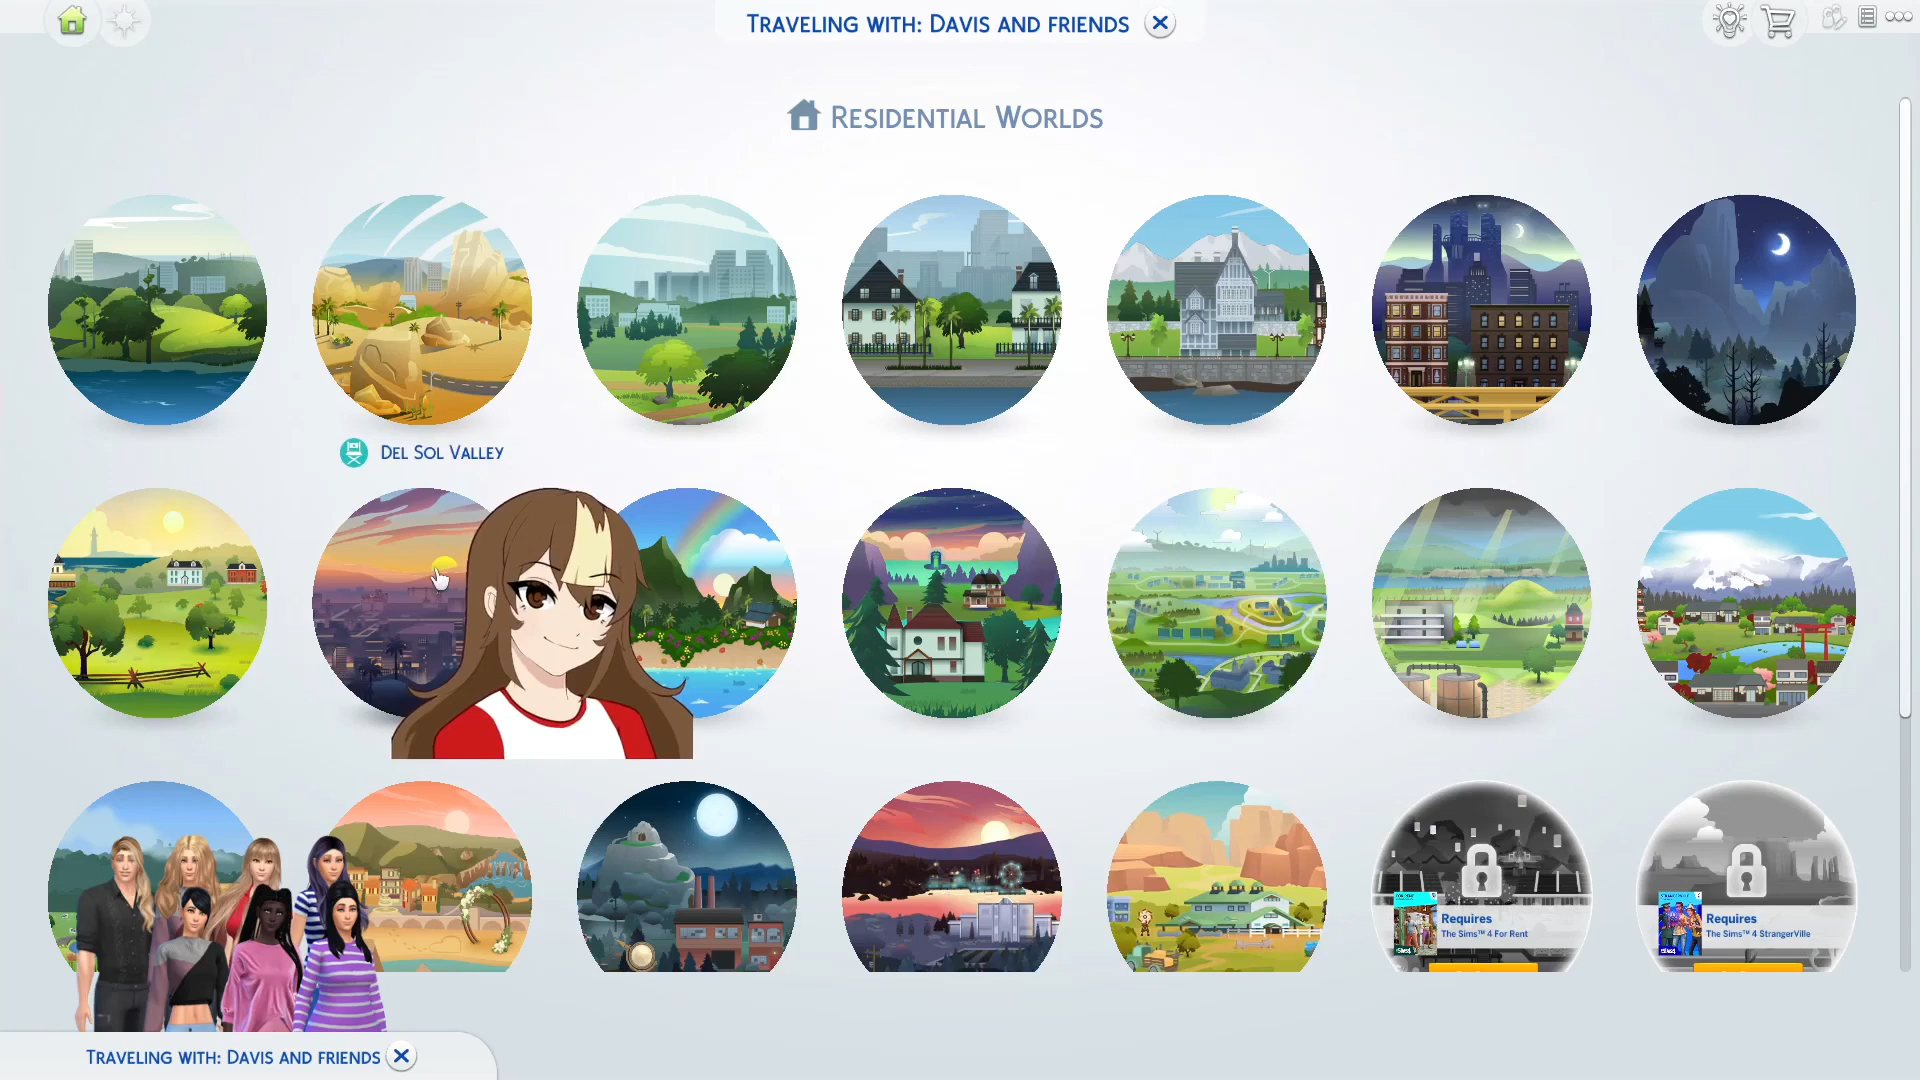 Traveling with: Davis and friends
Residential Worlds
Del Sol Valley
Requires
The Sims™ 4 For Rent
Requires
The Sims™ 4 StrangerVille
Traveling with: Davis and friends